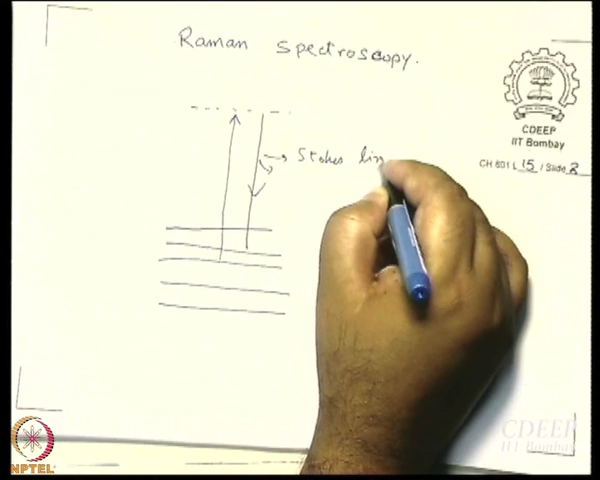 Raman Spectroscopy.
CDEEP
IIT Bombay
CH 601 L 15 / Slide 2
Stokes lin
CDEEP
IIT Bombay
NPTEL